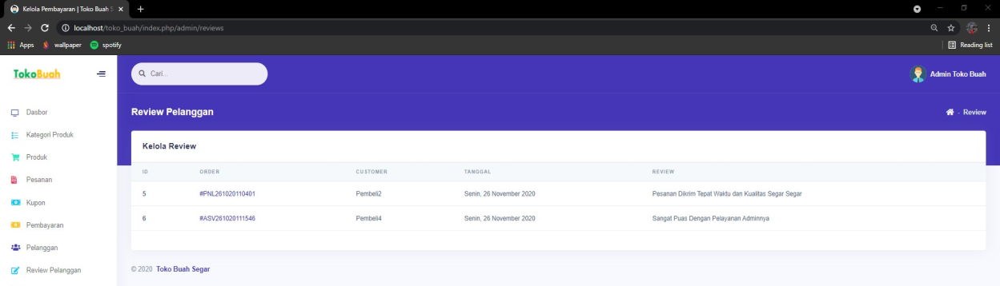 Kelola Pembayaran | Toko Buah S
localhost/toko_buah/index.php/admin/reviews
Apps wallpaper spotify Reading list
TokoBuah Cari... Admin Toko Buah
Review Pelanggan - Review
Dasbor
Kategori Produk
Produk
Pesanan
Kupon
Pembayaran
Pelanggan
Review Pelanggan
Kelola Review
ID ORDER CUSTOMER TANGGAL REVIEW
5 #PNL261020110401 Pembeli2 Senin, 26 November 2020 Pesanan Dikrim Tepat Waktu dan Kualitas Segar Segar
6 #ASV261020111546 Pembeli4 Senin, 26 November 2020 Sangat Puas Dengan Pelayanan Adminnya
© 2020 Toko Buah Segar